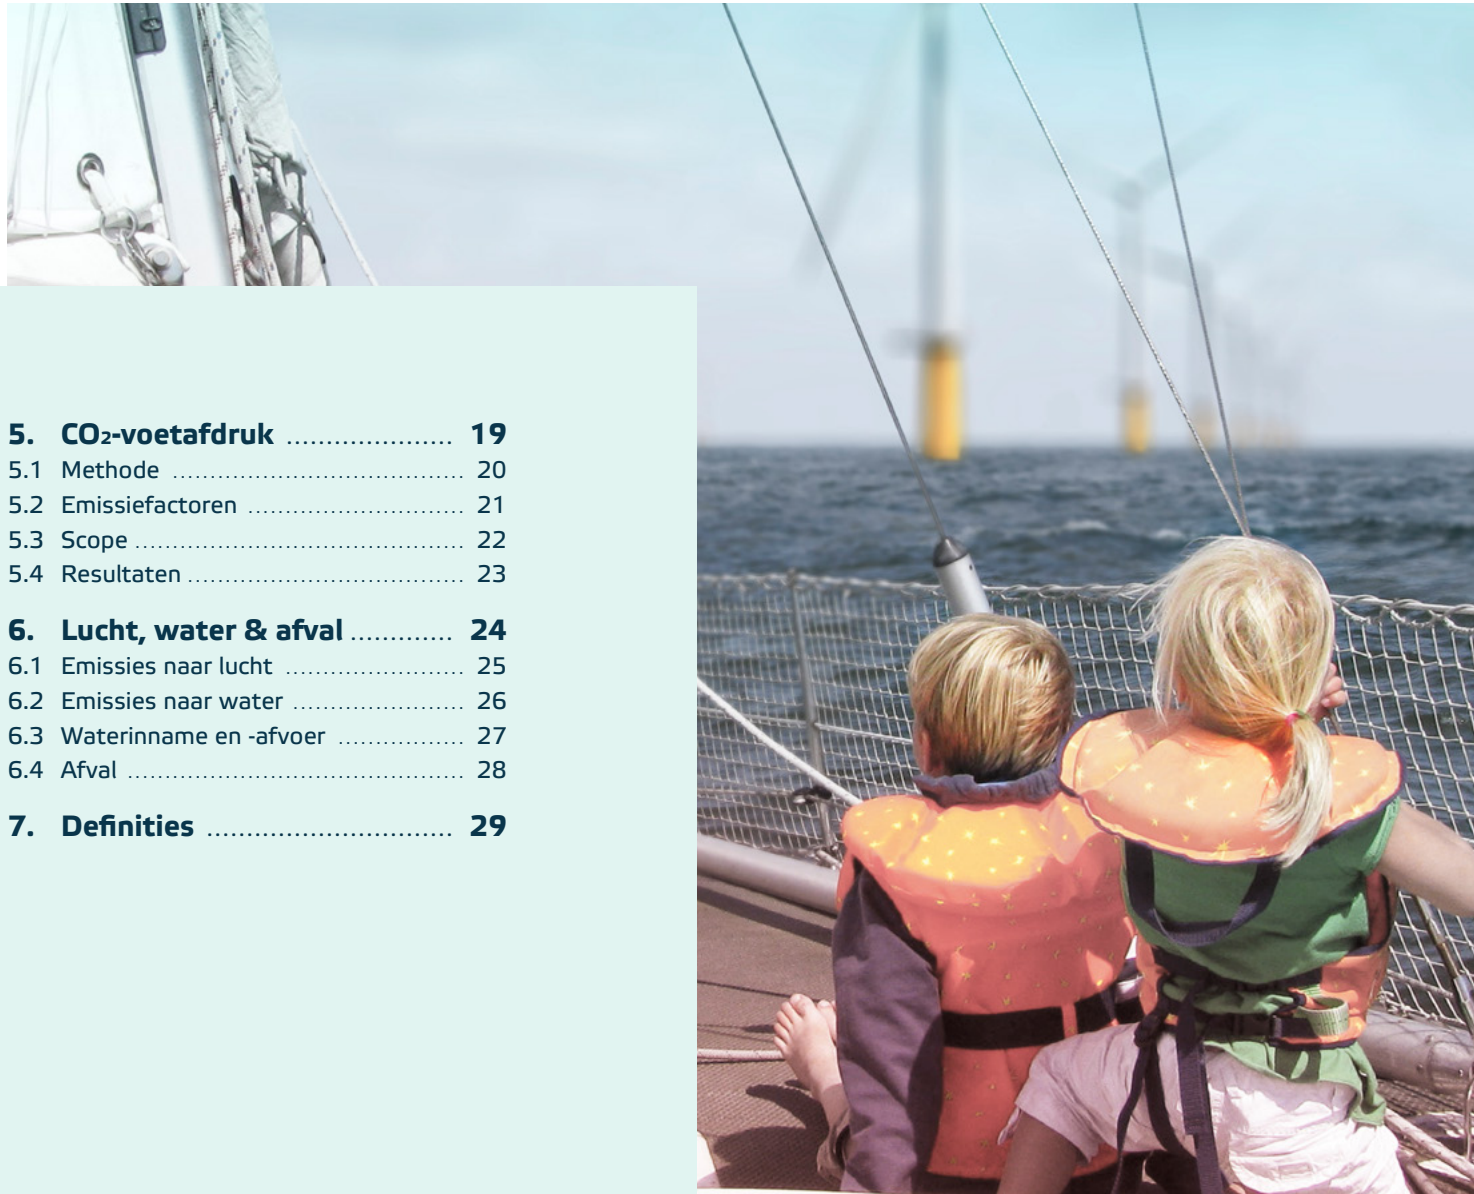 5. CO₂-voetafdruk ..................... 19
5.1 Methode ....................................... 20
5.2 Emissiefactoren ............................. 21
5.3 Scope ............................................ 22
5.4 Resultaten ..................................... 23
6. Lucht, water & afval ............. 24
6.1 Emissies naar lucht ........................ 25
6.2 Emissies naar water ....................... 26
6.3 Waterinname en -afvoer ................. 27
6.4 Afval ............................................. 28
7. Definities ............................... 29